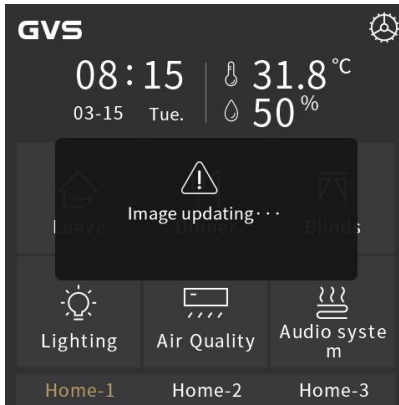 GVS
08:15
31.8°C
03-15 Tue.
50%
Image updating···
Leave Dinner Blinds
Lighting
Air Quality
Audio syste
m
Home-1 Home-2 Home-3